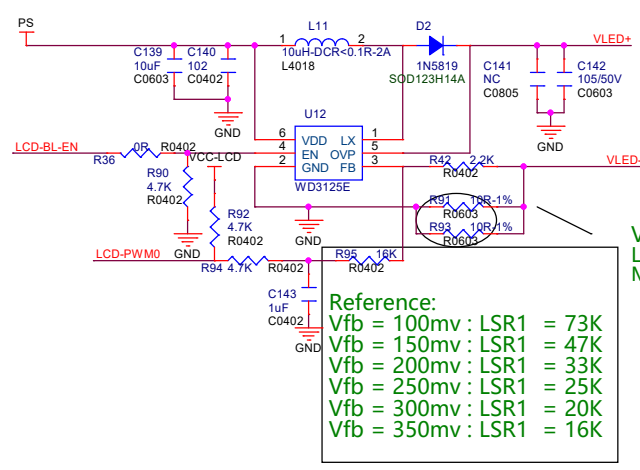 PS
L11
D2
1
2
10uH-DCR<0.1R-2A
L4018
1N5819
SOD123H14A
VLED+
C139
10uF
C0603
C140
102
C0402
C141
NC
C0805
C142
105/50V
C0603
GND
GND
U12
6 VDD LX 1
4 EN OVP 5
2 GND FB 3
WD3125E
LCD-BL-EN
R36
0R
R0402
VCC-LCD
R42
2.2K
R0402
VLED-
R90
4.7K
R0402
R91
10R-1%
R0603
R93
10R-1%
R0603
R92
4.7K
R0402
GND
GND
LCD-PWM0
R94
4.7K
R0402
R95
16K
R0402
C143
1uF
C0402
GND
V
L
M
Reference:
Vfb = 100mv : LSR1 = 73K
Vfb = 150mv : LSR1 = 47K
Vfb = 200mv : LSR1 = 33K
Vfb = 250mv : LSR1 = 25K
Vfb = 300mv : LSR1 = 20K
Vfb = 350mv : LSR1 = 16K